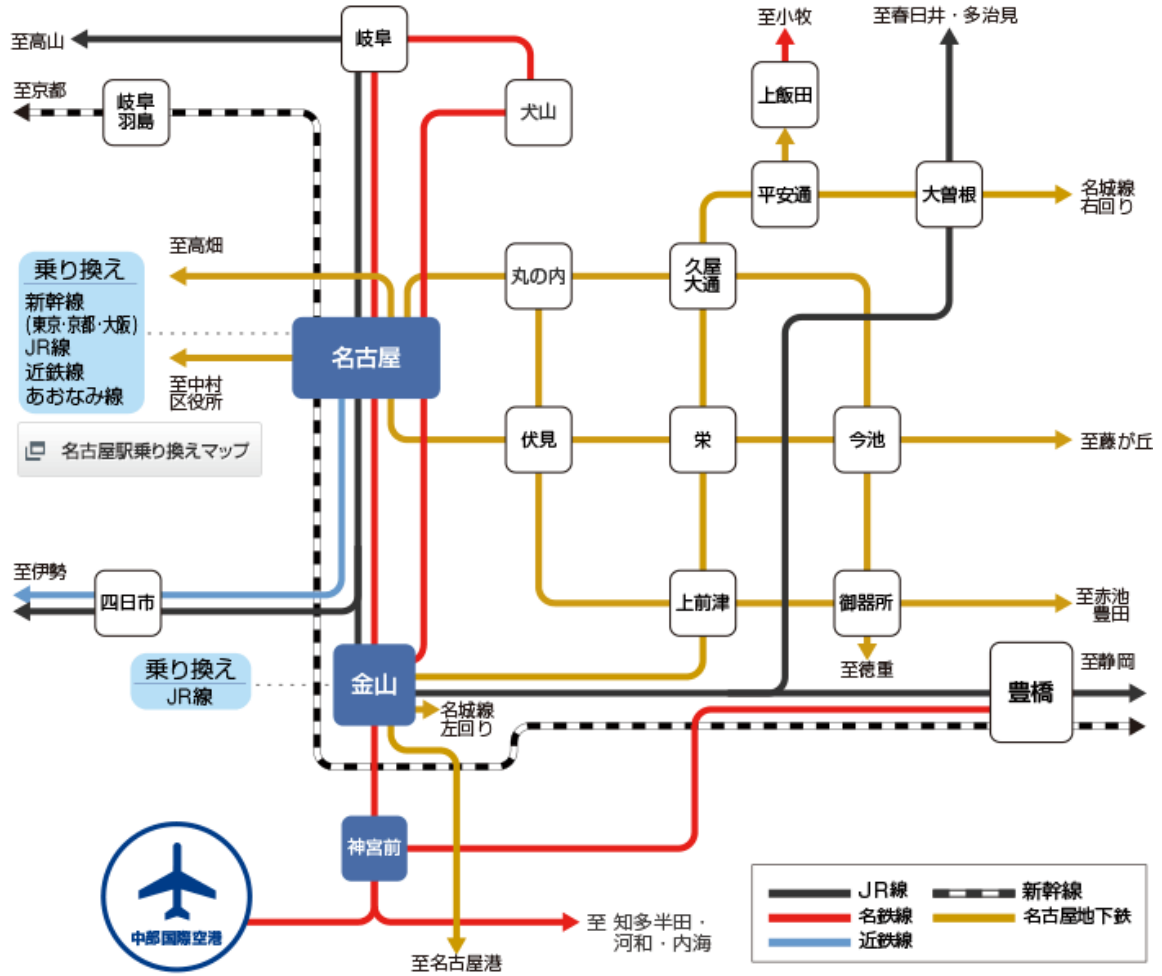 至小牧
至春日井・多治見
至高山
岐阜
至京都
岐阜
羽島
犬山
上飯田
平安通
大曽根
名城線
右回り
至高畑
丸の内
久屋
大通
乗り換え
新幹線
(東京・京都・大阪)
JR線
近鉄線
あおなみ線
名古屋
至中村
区役所
名古屋駅乗り換えマップ
伏見
栄
今池
至藤が丘
至伊勢
四日市
上前津
御器所
至赤池
豊田
至徳重
乗り換え
JR線
金山
名城線
左回り
豊橋
至静岡
神宮前
中部国際空港
至 知多半田・
河和・内海
至名古屋港
JR線
新幹線
名鉄線
名古屋地下鉄
近鉄線